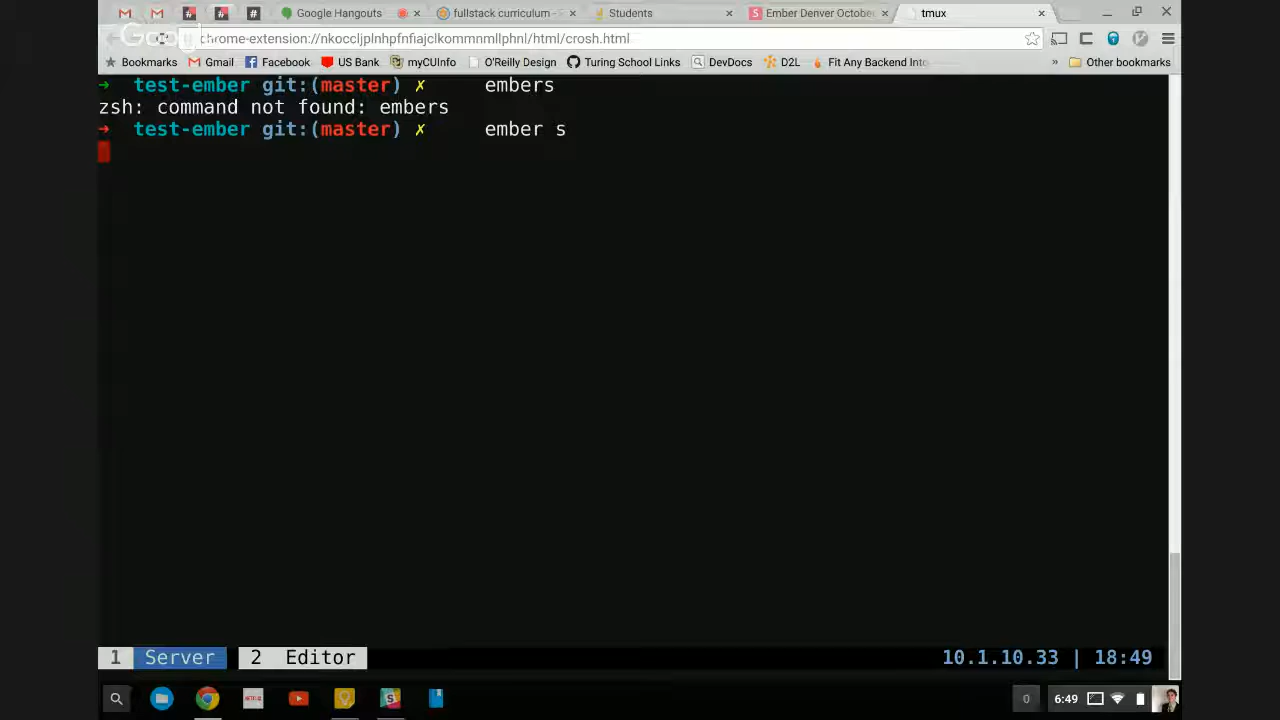 Google Hangouts
fullstack curriculum -
Students
Ember Denver October
tmux
chrome-extension://nkoccljplnhpfnfiajclkommnmllphnl/html/crosh.html
Bookmarks
Gmail
Facebook
US Bank
myCUInfo
O'Reilly Design
Turing School Links
DevDocs
D2L
Fit Any Backend Into
»
Other bookmarks
➜ test-ember git:(master) ✗ embers
zsh: command not found: embers
➜ test-ember git:(master) ✗ ember s
1 Server 2 Editor 10.1.10.33 | 18:49
NETFLIX
0
6:49